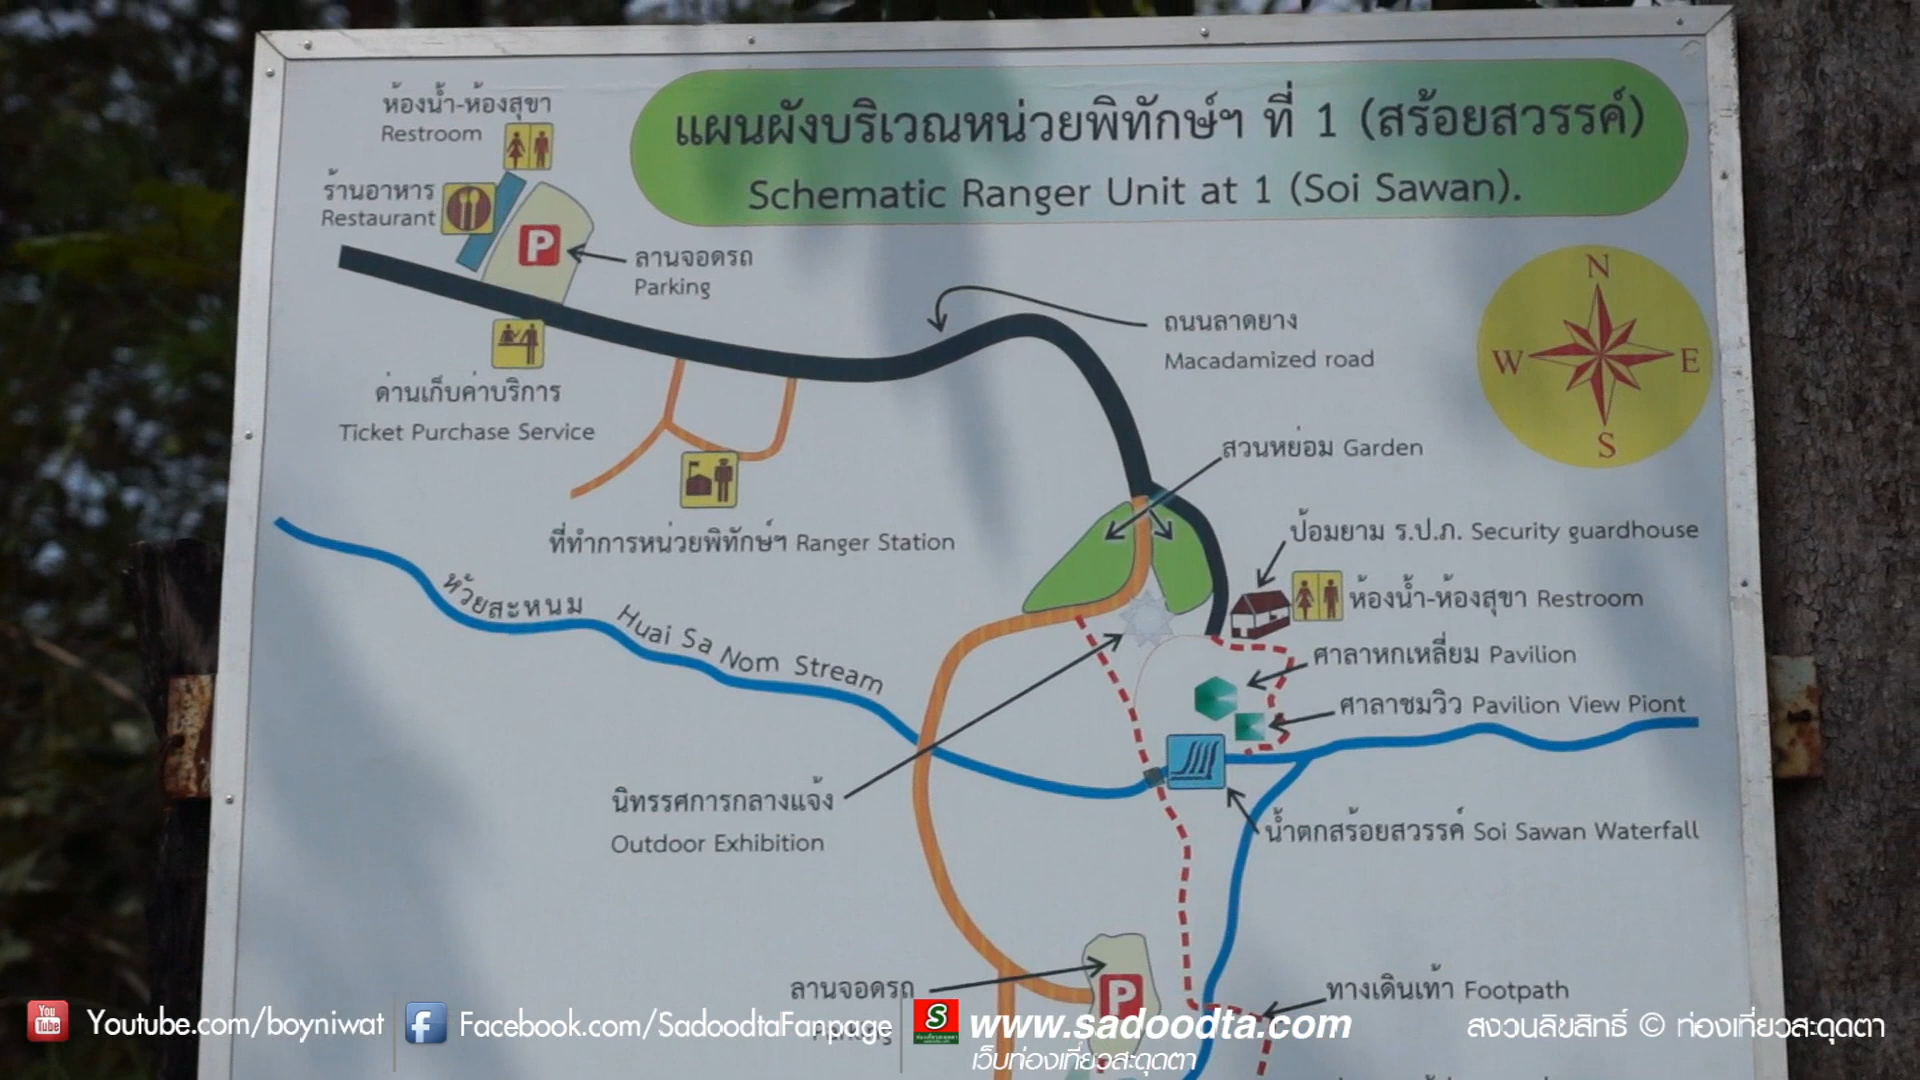 แผนผังบริเวณหน่วยพิทักษ์ฯ ที่ 1 (สร้อยสวรรค์)
Schematic Ranger Unit at 1 (Soi Sawan).
ห้องน้ำ-ห้องสุขา
Restroom
ร้านอาหาร
Restaurant
P
ลานจอดรถ
Parking
ถนนลาดยาง
Macadamized road
N
W
E
S
ด่านเก็บค่าบริการ
Ticket Purchase Service
สวนหย่อม Garden
ที่ทำการหน่วยพิทักษ์ฯ Ranger Station
ป้อมยาม ร.ป.ภ. Security guardhouse
ห้องน้ำ-ห้องสุขา Restroom
ห้วยสะหนม Huai Sa Nom Stream
ศาลาหกเหลี่ยม Pavilion
ศาลาชมวิว Pavilion View Piont
นิทรรศการกลางแจ้ง
Outdoor Exhibition
น้ำตกสร้อยสวรรค์ Soi Sawan Waterfall
ลานจอดรถ
Parking
P
ทางเดินเท้า Footpath
You Tube
Youtube.com/boyniwat
f
Facebook.com/SadoodtaFanpage
S
www.sadoodta.com
เว็บท่องเที่ยวสะดุดตา
สงวนลิขสิทธิ์ © ท่องเที่ยวสะดุดตา